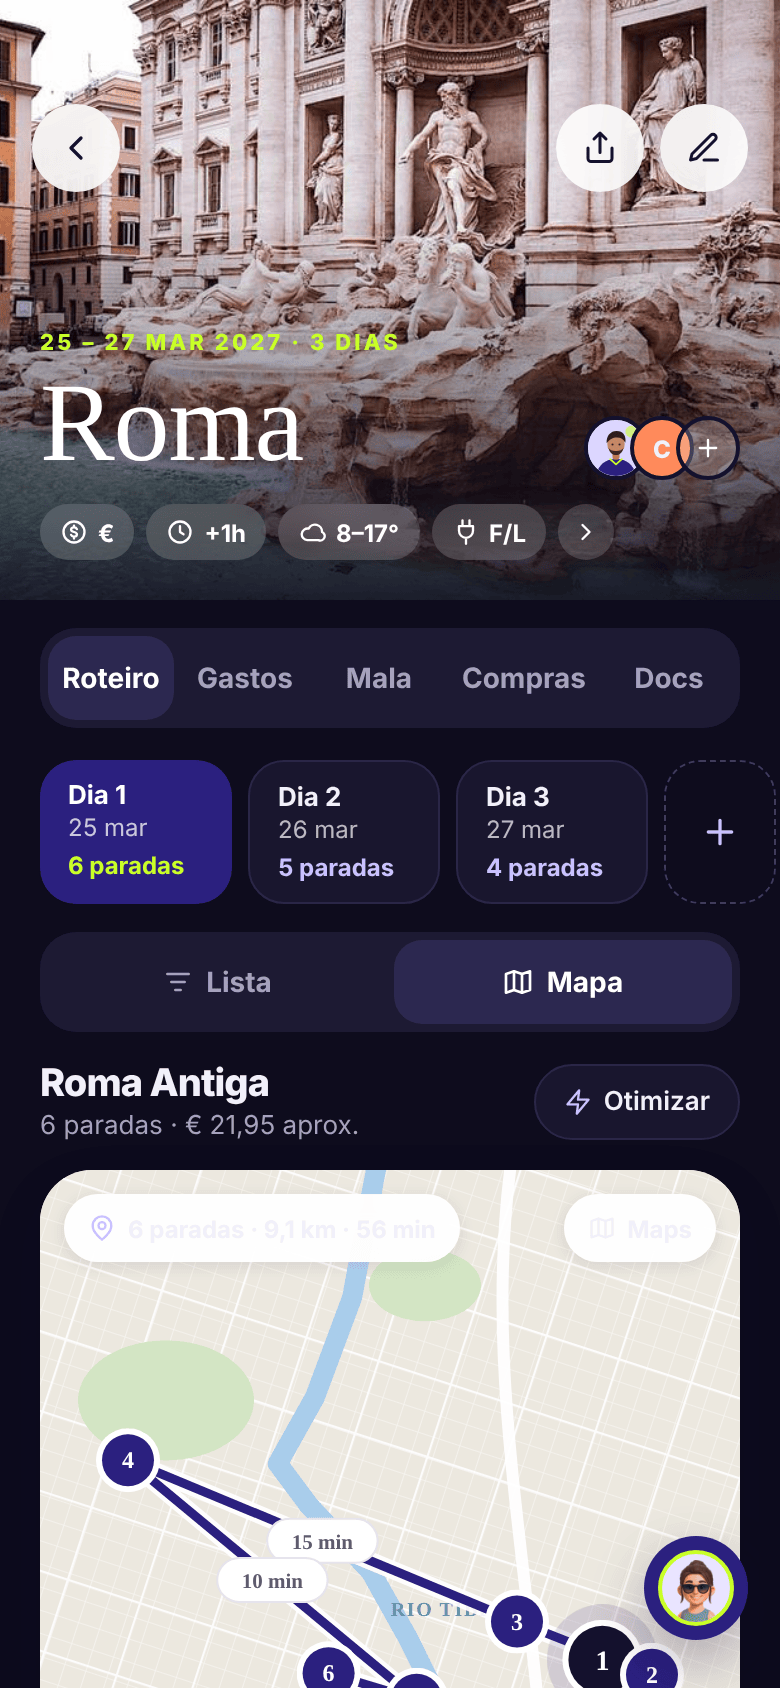 25 – 27 MAR 2027 · 3 DIAS
Roma
C
€ +1h 8–17° F/L
Roteiro Gastos Mala Compras Docs
Dia 1
25 mar
6 paradas
Dia 2
26 mar
5 paradas
Dia 3
27 mar
4 paradas
Lista Mapa
Roma Antiga
6 paradas · € 21,95 aprox.
Otimizar
6 paradas · 9,1 km · 56 min
Maps
4
15 min
10 min
RIO
3
1
2
6